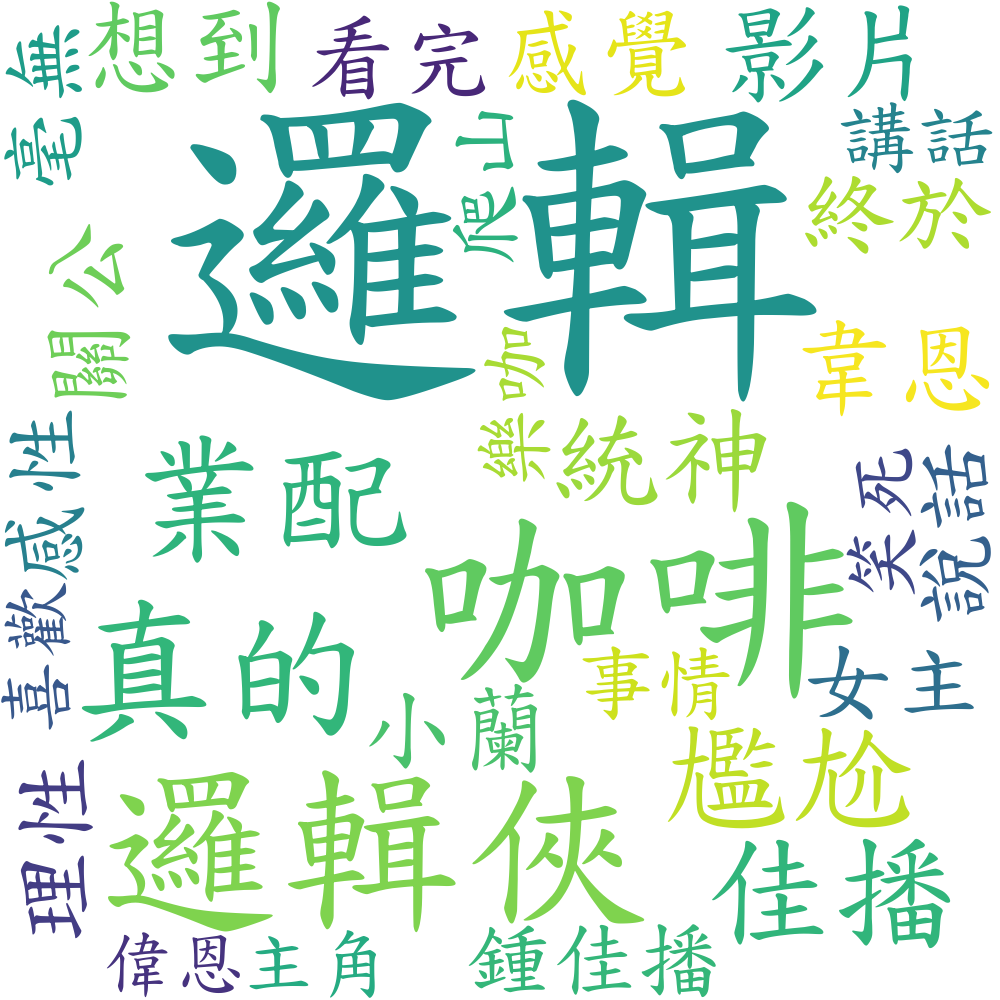 毫無
想到
看完
感覺
影片
邏輯
爬山
講話
終於
關公
樂咖
韋恩
喜歡感性
業配
統神
咖啡
笑死
說話
真的
小蘭
事情
女主
尷尬
理性
邏輯俠
佳播
偉恩
主角
鍾佳播